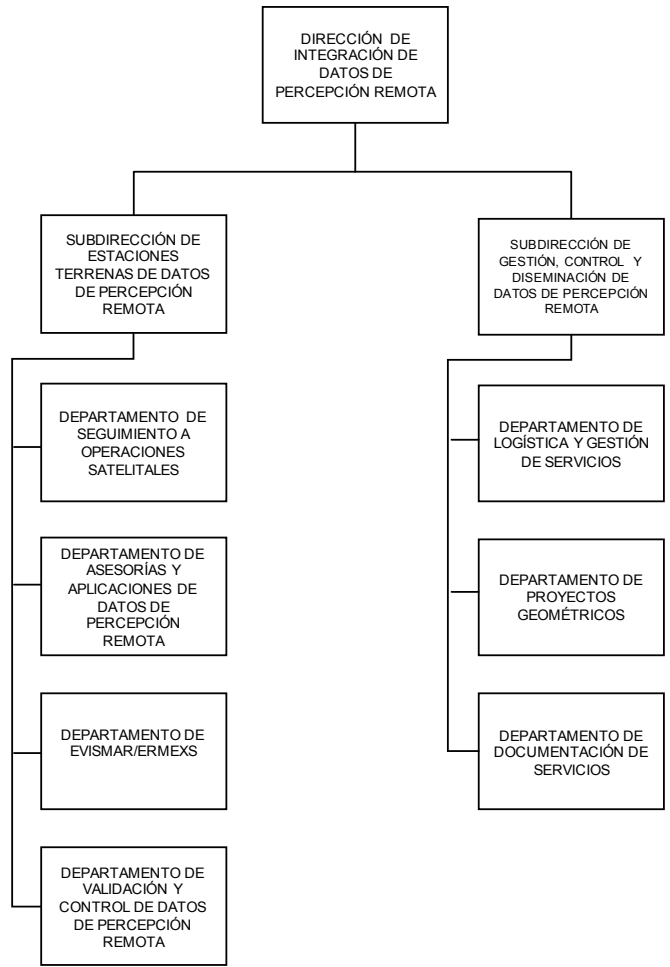 DIRECCIÓN DE
INTEGRACIÓN DE
DATOS DE
PERCEPCIÓN REMOTA
SUBDIRECCIÓN DE
ESTACIONES
TERRENAS DE DATOS
DE PERCEPCIÓN
REMOTA
SUBDIRECCIÓN DE
GESTIÓN, CONTROL Y
DISEMINACIÓN DE
DATOS DE PERCEPCIÓN
REMOTA
DEPARTAMENTO DE
SEGUIMIENTO A
OPERACIONES
SATELITALES
DEPARTAMENTO DE
ASESORÍAS Y
APLICACIONES DE
DATOS DE
PERCEPCIÓN
REMOTA
DEPARTAMENTO DE
EVISMAR/ERMEXS
DEPARTAMENTO DE
VALIDACIÓN Y
CONTROL DE DATOS
DE PERCEPCIÓN
REMOTA
DEPARTAMENTO DE
LOGÍSTICA Y GESTIÓN
DE SERVICIOS
DEPARTAMENTO DE
PROYECTOS
GEOMÉTRICOS
DEPARTAMENTO DE
DOCUMENTACIÓN DE
SERVICIOS